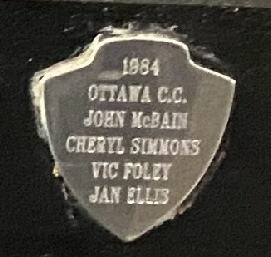 1984
OTTAWA C.C.
JOHN McBAIN
CHERYL SIMMONS
VIC FOLEY
JAN ELLIS